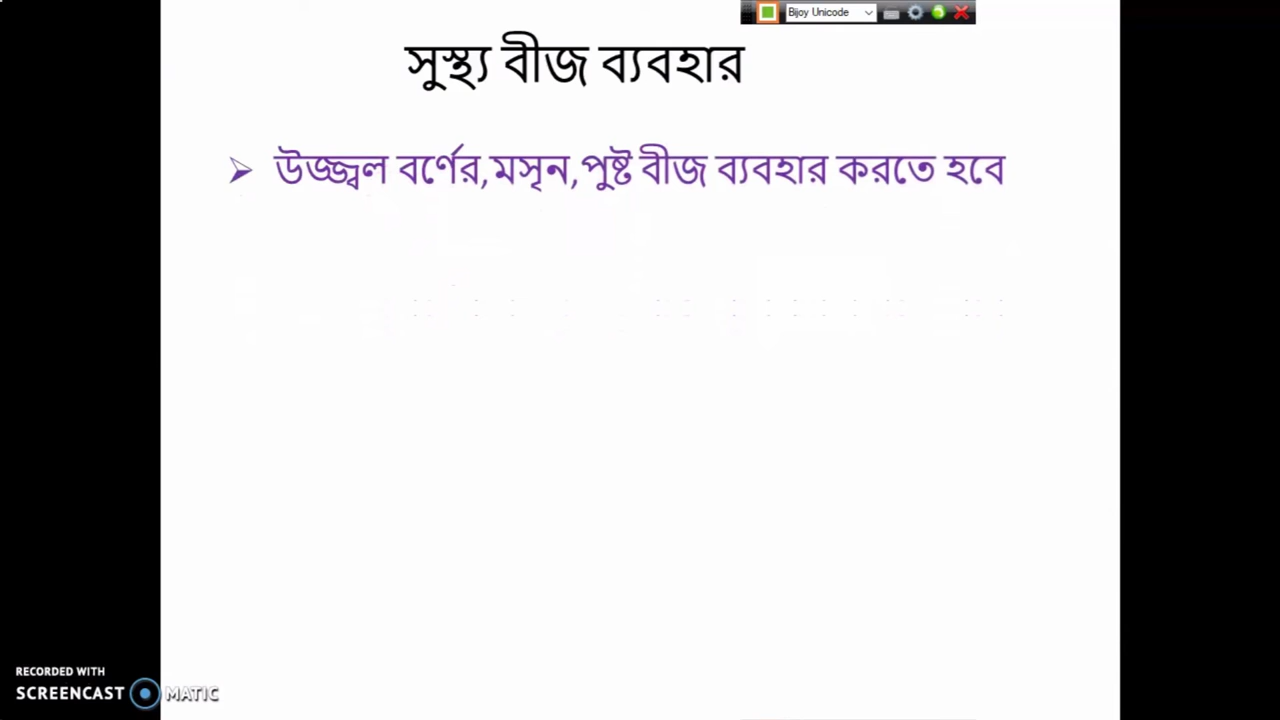 Bijoy Unicode
সুস্থ্য বীজ ব্যবহার
➢ উজ্জ্বল বর্ণের,মসৃন,পুষ্ট বীজ ব্যবহার করতে হবে
RECORDED WITH
SCREENCAST MATIC